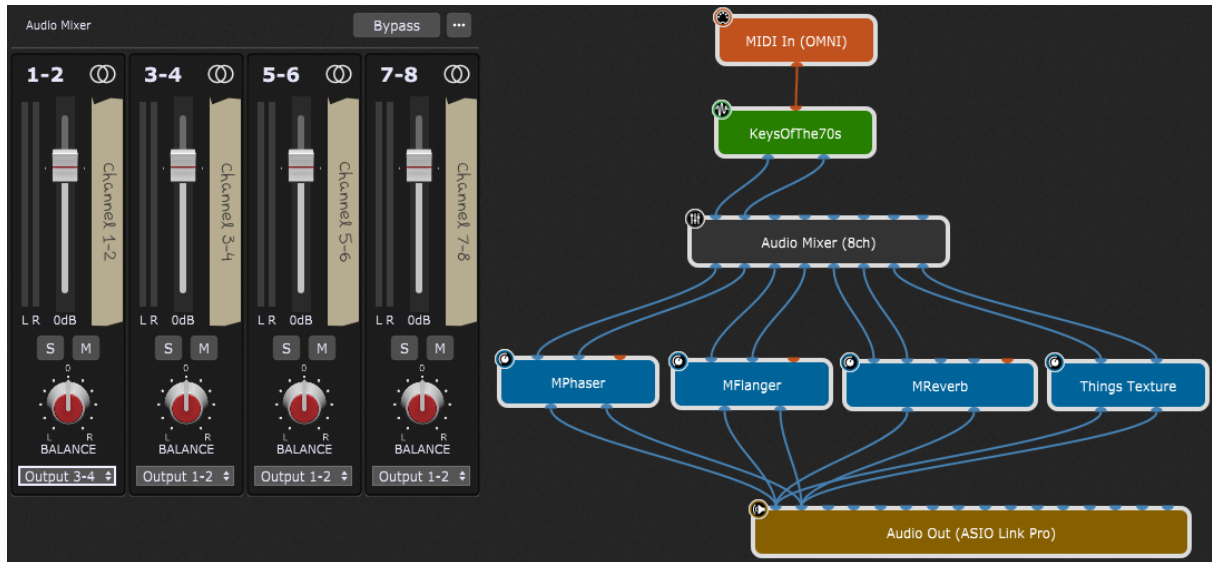 Audio Mixer
Bypass
1-2
3-4
5-6
7-8
Channel 1-2
Channel 3-4
Channel 5-6
Channel 7-8
L R 0dB
L R 0dB
L R 0dB
L R 0dB
S M
S M
S M
S M
0
0
0
0
L R
L R
L R
L R
BALANCE
BALANCE
BALANCE
BALANCE
Output 3-4
Output 1-2
Output 1-2
Output 1-2
MIDI In (OMNI)
KeysOfThe70s
Audio Mixer (8ch)
MPhaser
MFlanger
MReverb
Things Texture
Audio Out (ASIO Link Pro)